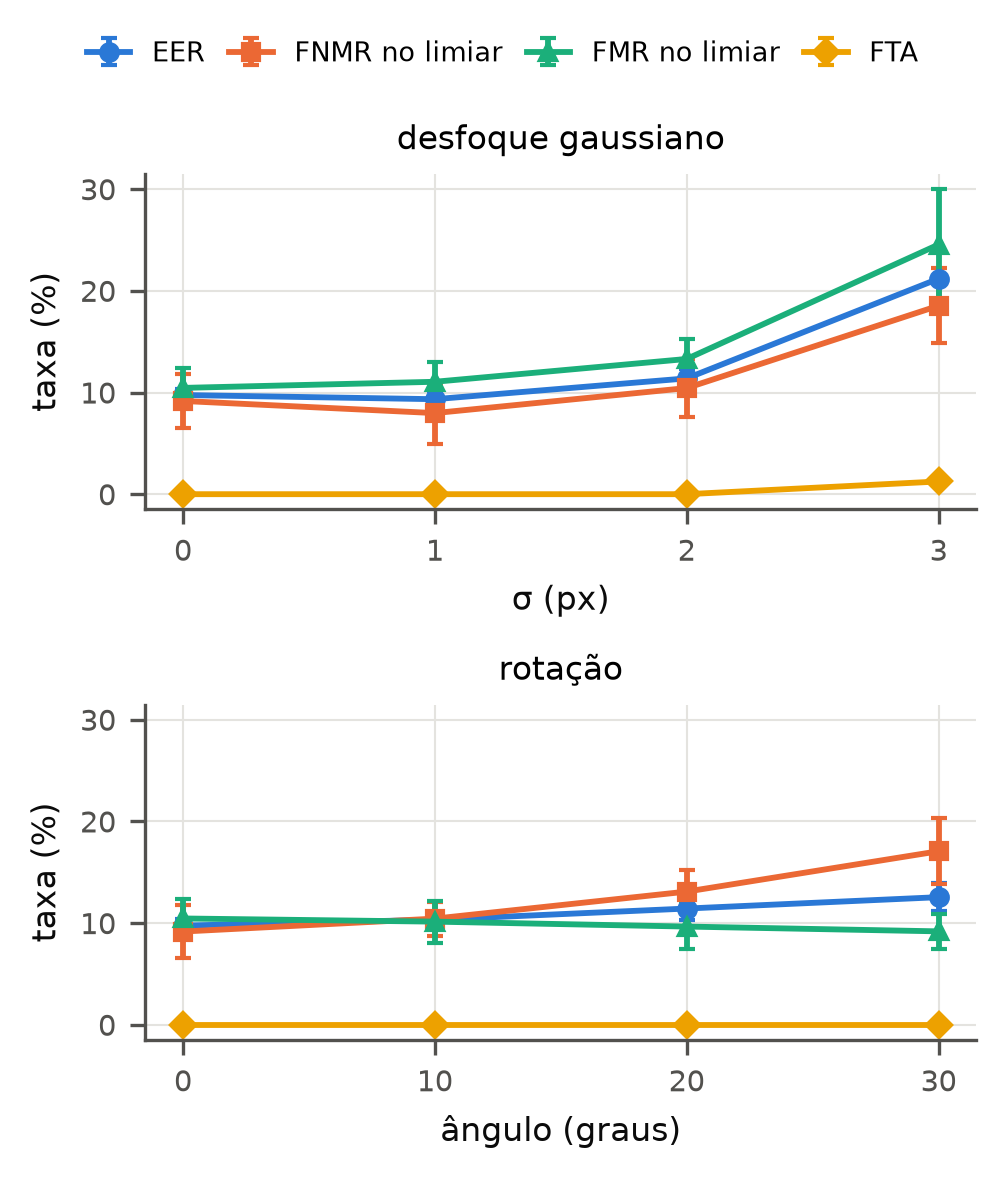 EER FNMR no limiar FMR no limiar FTA
desfoque gaussiano
30
20
10
0
taxa (%)
0 1 2 3
σ (px)
rotação
30
20
10
0
taxa (%)
0 10 20 30
ângulo (graus)